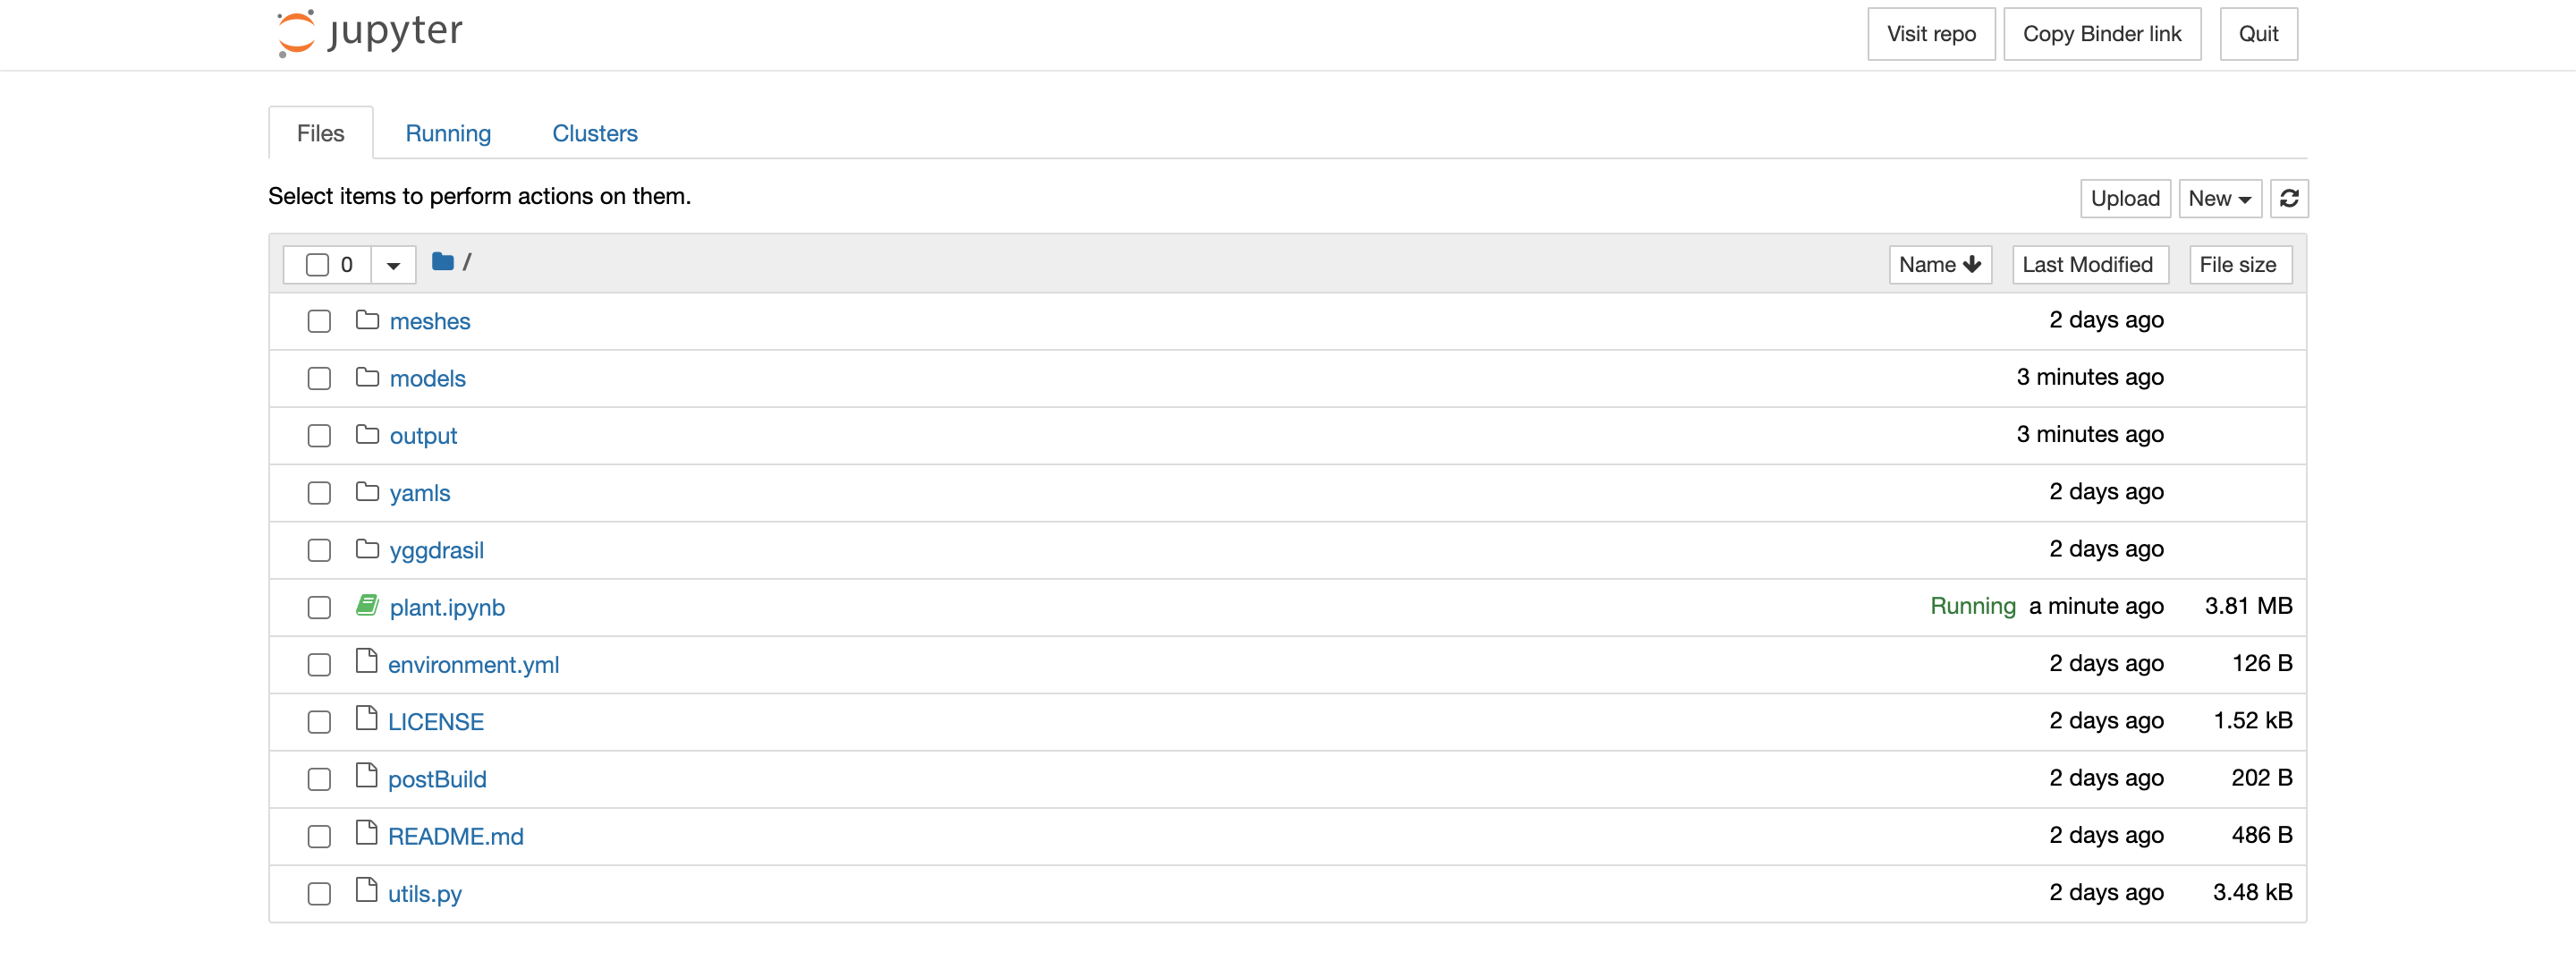 jupyter Visit repo Copy Binder link Quit
Files Running Clusters
Select items to perform actions on them. Upload New
0 / Name Last Modified File size
meshes 2 days ago
models 3 minutes ago
output 3 minutes ago
yamls 2 days ago
yggdrasil 2 days ago
plant.ipynb Running a minute ago 3.81 MB
environment.yml 2 days ago 126 B
LICENSE 2 days ago 1.52 kB
postBuild 2 days ago 202 B
README.md 2 days ago 486 B
utils.py 2 days ago 3.48 kB